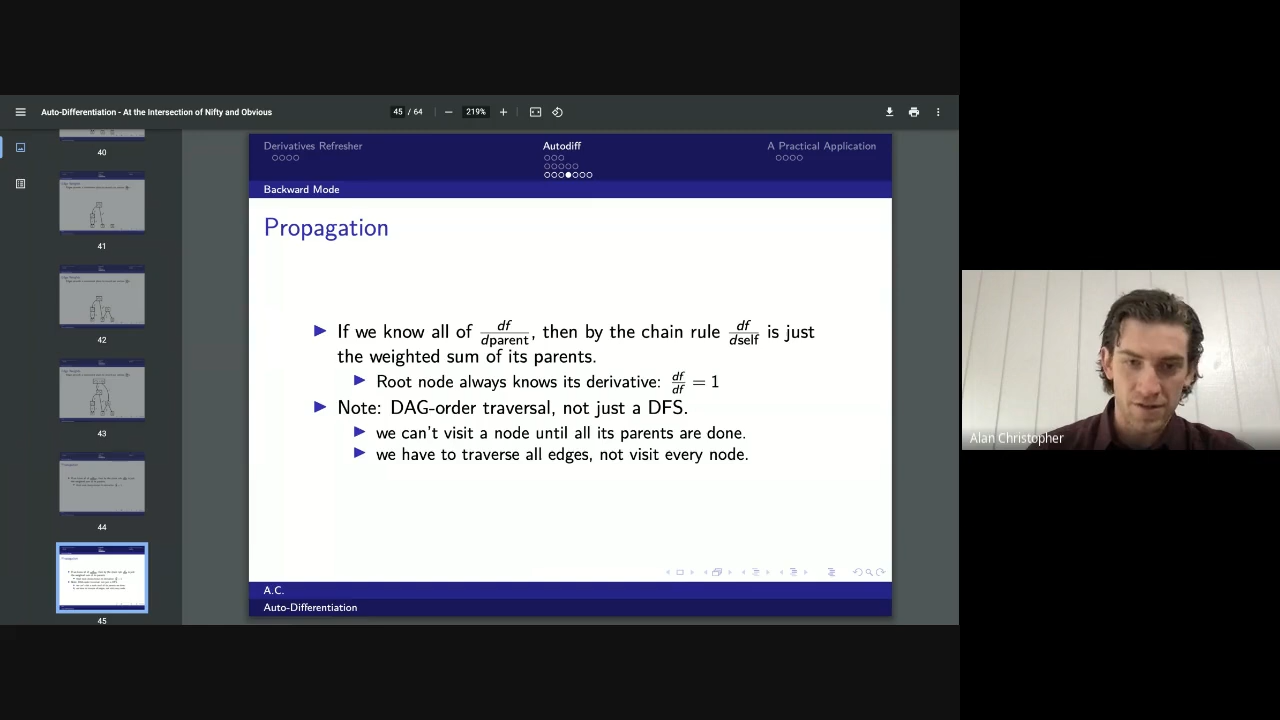 Auto-Differentiation - At the Intersection of Nifty and Obvious
45 / 64
219%
40
41
42
43
44
45
Derivatives Refresher
Autodiff
A Practical Application
Backward Mode
Propagation
If we know all of df/dparent, then by the chain rule df/dself is just
the weighted sum of its parents.
Root node always knows its derivative: df/df = 1
Note: DAG-order traversal, not just a DFS.
we can't visit a node until all its parents are done.
we have to traverse all edges, not visit every node.
A.C.
Auto-Differentiation
Alan Christopher